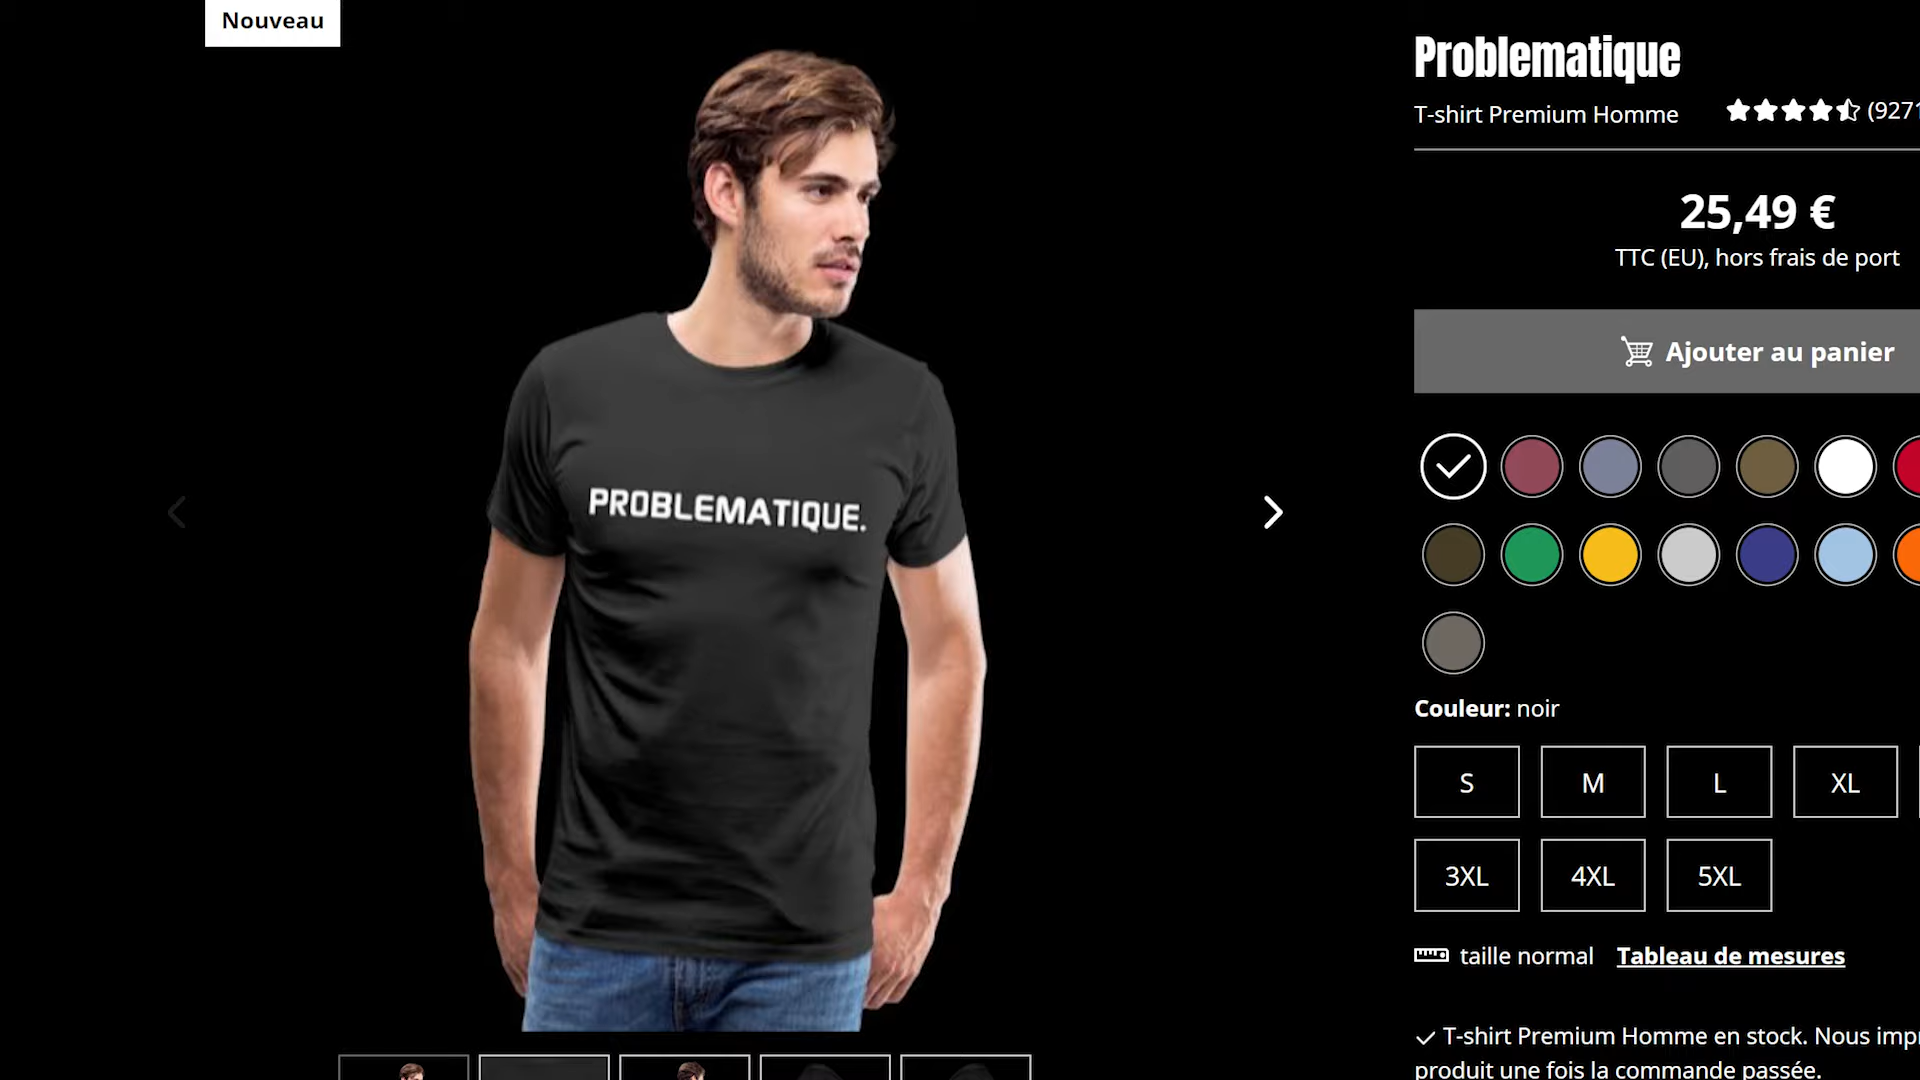 Nouveau
Problematique
T-shirt Premium Homme
(9271
25,49 €
TTC (EU), hors frais de port
Ajouter au panier
PROBLEMATIQUE.
Couleur: noir
S M L XL
3XL 4XL 5XL
taille normal Tableau de mesures
T-shirt Premium Homme en stock. Nous imp
produit une fois la commande passée.